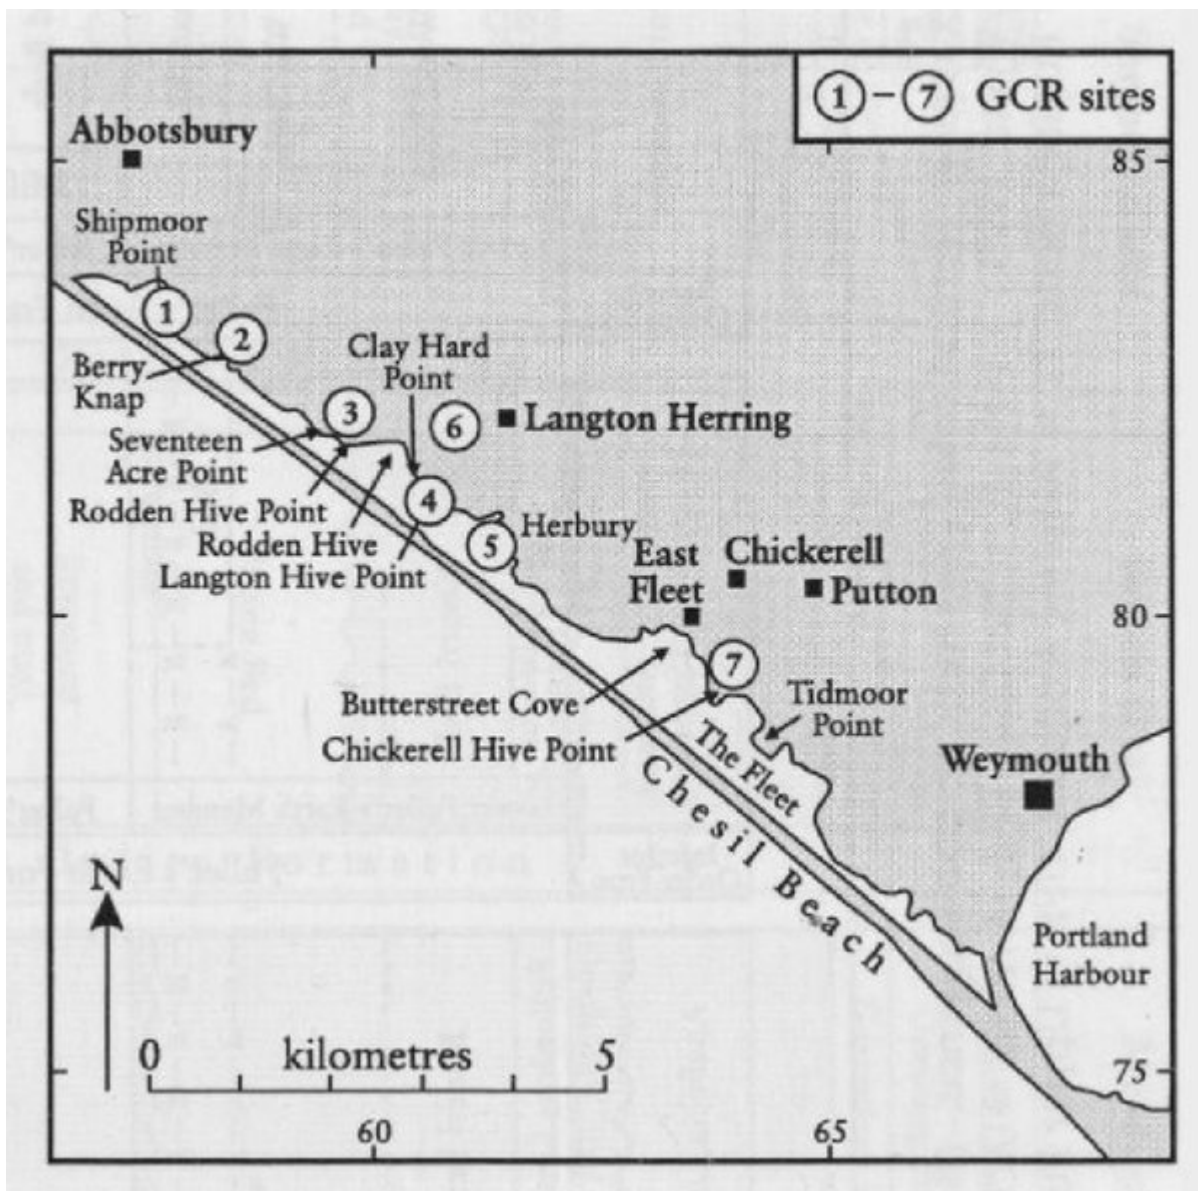 ① – ⑦ GCR sites
Abbotsbury
85
Shipmoor
Point
①
②
Berry
Knap
Clay Hard
Point
③
⑥
Langton Herring
Seventeen
Acre Point
Rodden Hive Point
④
Rodden Hive
⑤
Herbury
Langton Hive Point
East
Fleet
Chickerell
Putton
80
⑦
Butterstreet Cove
Tidmoor
Point
Chickerell Hive Point
The Fleet
Weymouth
Chesil Beach
N
Portland
Harbour
0 kilometres 5
75
60
65